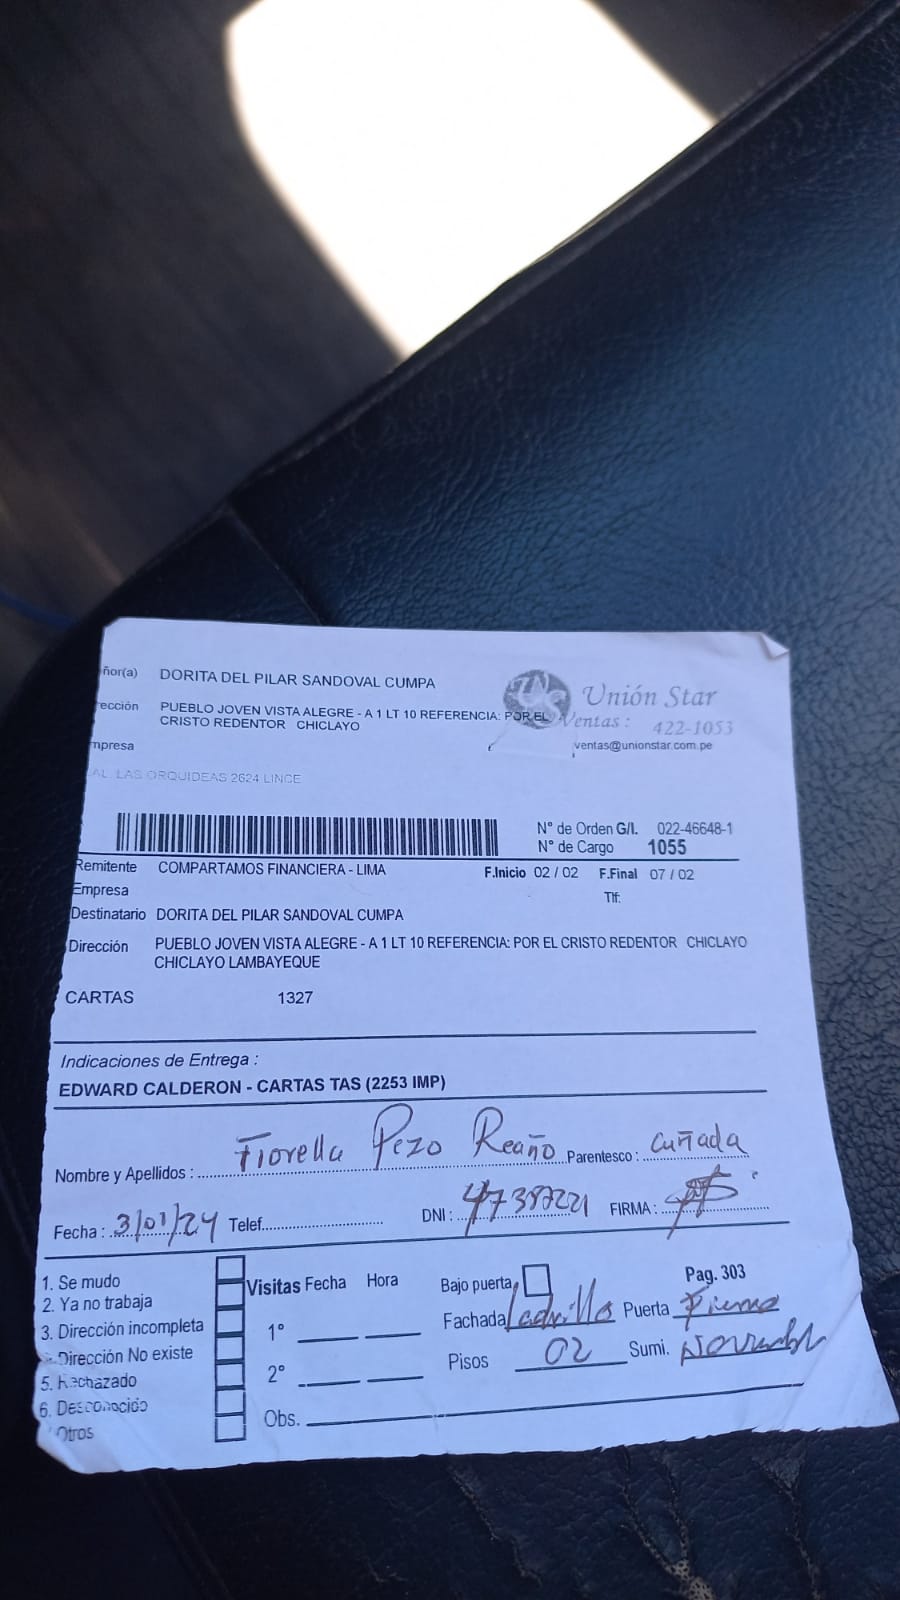 ñor(a) DORITA DEL PILAR SANDOVAL CUMPA
ección PUEBLO JOVEN VISTA ALEGRE - A 1 LT 10 REFERENCIA: POR EL
CRISTO REDENTOR CHICLAYO
mpresa
AL. LAS ORQUIDEAS 2624 LINCE
Unión Star
Ventas: 422-1053
ventas@unionstar.com.pe
N° de Orden G/I. 022-46648-1
N° de Cargo 1055
Remitente COMPARTAMOS FINANCIERA - LIMA F.Inicio 02 / 02 F.Final 07 / 02
Empresa Tlf:
Destinatario DORITA DEL PILAR SANDOVAL CUMPA
Dirección PUEBLO JOVEN VISTA ALEGRE - A 1 LT 10 REFERENCIA: POR EL CRISTO REDENTOR CHICLAYO
CHICLAYO LAMBAYEQUE
CARTAS 1327
Indicaciones de Entrega :
EDWARD CALDERON - CARTAS TAS (2253 IMP)
Nombre y Apellidos : Fiorella Pezo Reaño Parentesco : Cuñada
Fecha : 3/01/24 Telef. DNI : 47387221 FIRMA :
1. Se mudo
2. Ya no trabaja
3. Dirección incompleta
Dirección No existe
5. Rechazado
6. Desconocido
Otros
Visitas Fecha Hora
1°
2°
Obs.
Bajo puerta Pag. 303
Fachada Ladrillo Puerta Fierro
Pisos 02 Sumi.